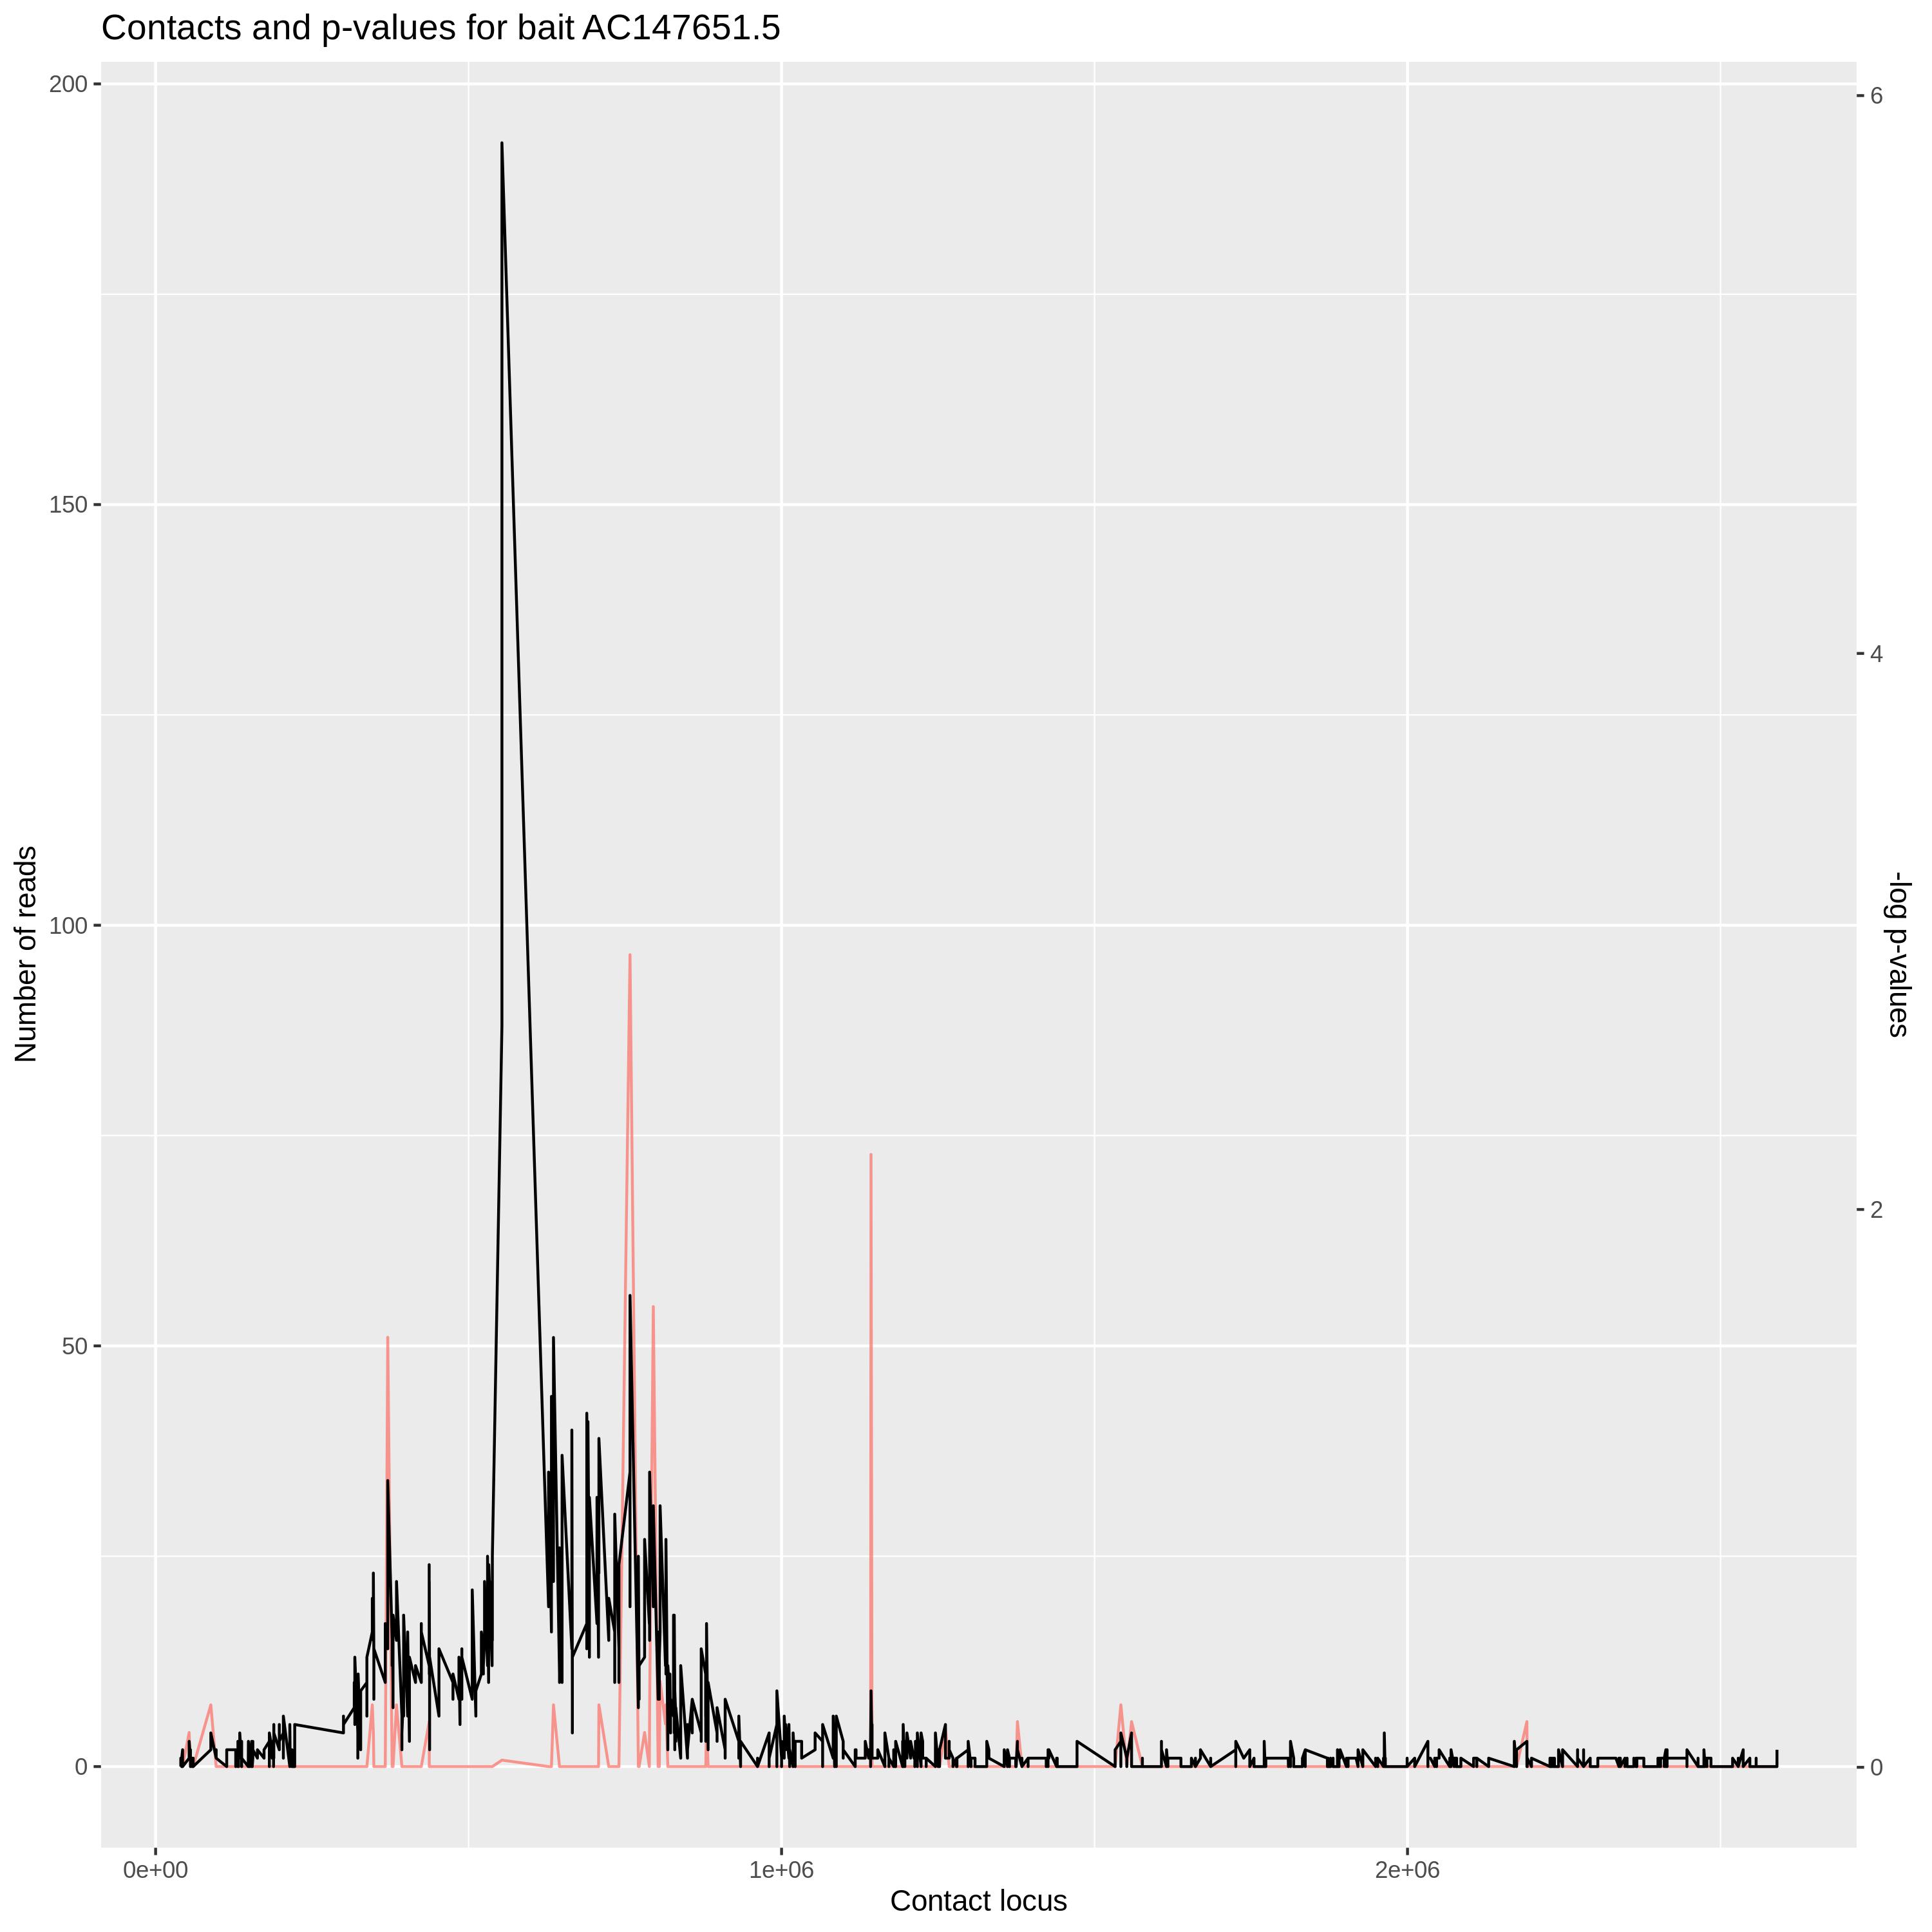 Contacts and p-values for bait AC147651.5
200
150
100
50
0
Number of reads
6
4
2
0
-log p-values
0e+00
1e+06
2e+06
Contact locus